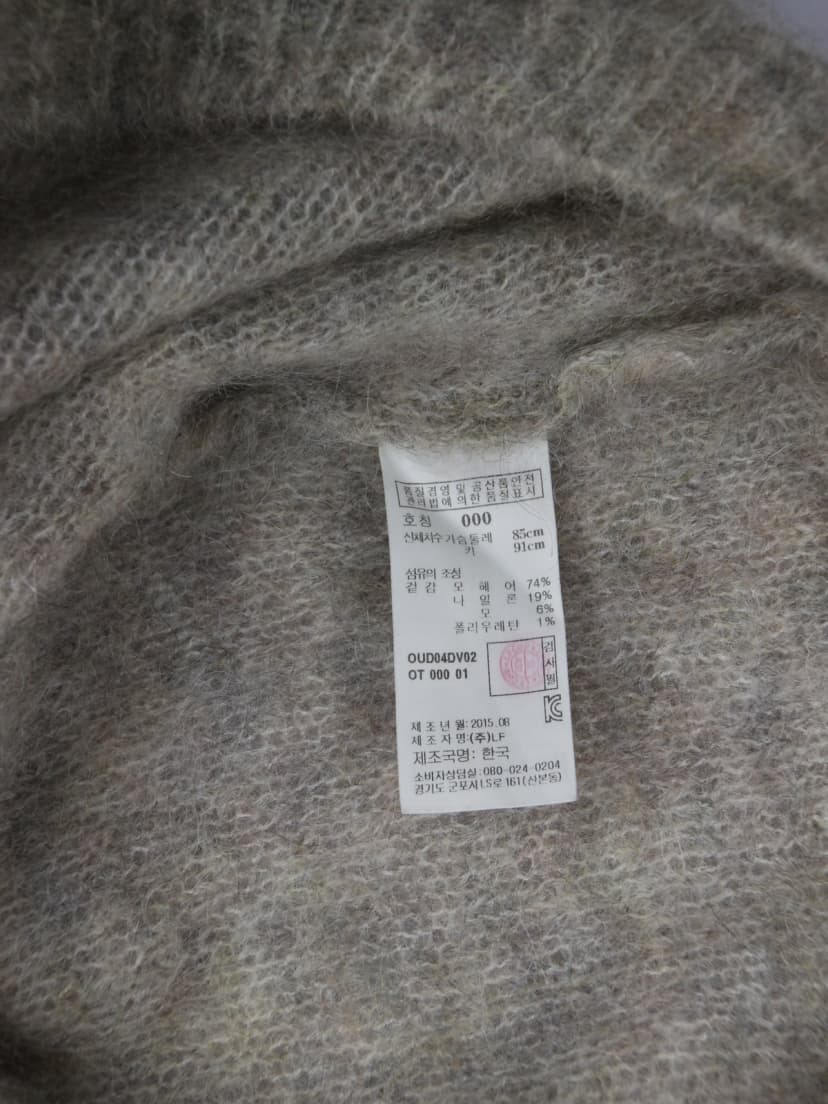 품질경영 및 공산품안전
관리법에 의한 품질표시
호칭 000
신체치수 가슴둘레 85cm
키 91cm
섬유의 조성
겉감 모 헤 어 74%
나 일 론 19%
모 6%
폴리우레탄 1%
OUD04DV02
OT 000 01
검
사
필
제 조 년 월: 2015.08
제 조 자 명: (주)LF
제조국명: 한국
소비자상담실: 080-024-0204
경기도 군포시 LS로 161 (산본동)